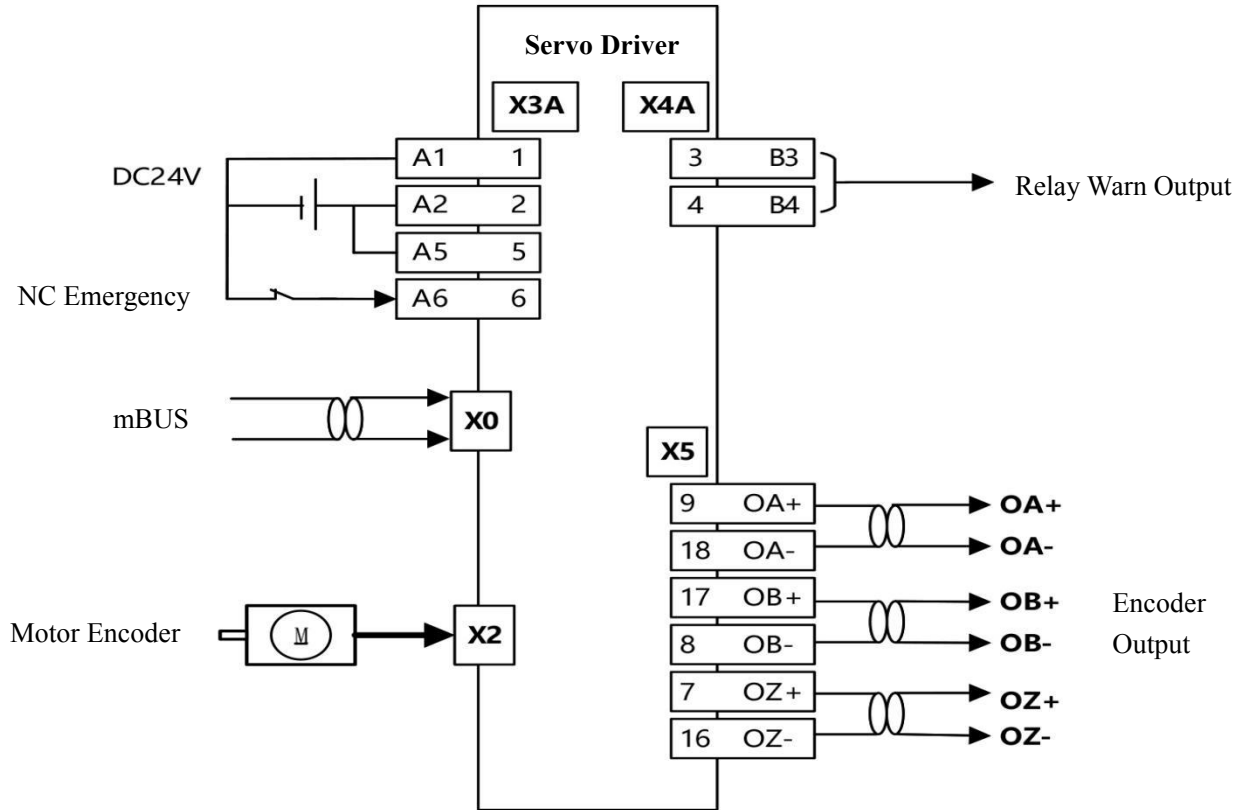 Servo Driver
X3A
X4A
DC24V
A1 1
A2 2
A5 5
A6 6
NC Emergency
3 B3
4 B4
Relay Warn Output
mBUS
X0
X5
9 OA+
18 OA-
17 OB+
8 OB-
7 OZ+
16 OZ-
OA+
OA-
OB+
OB-
OZ+
OZ-
Encoder
Output
Motor Encoder
M
X2